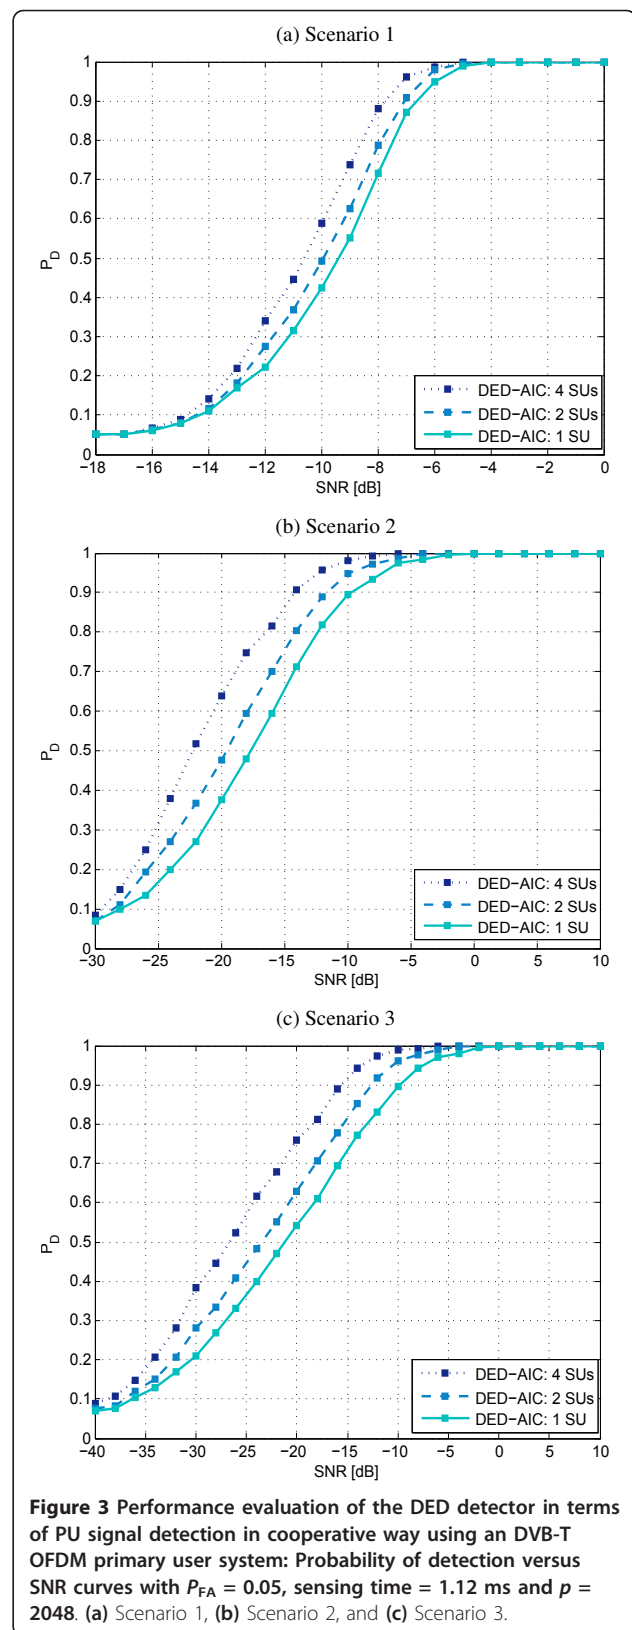 (a) Scenario 1
1
0.9
0.8
0.7
0.6
0.5
0.4
0.3
0.2
0.1
0
P_D
DED−AIC: 4 SUs
DED−AIC: 2 SUs
DED−AIC: 1 SU
−18 −16 −14 −12 −10 −8 −6 −4 −2 0
SNR [dB]
(b) Scenario 2
1
0.9
0.8
0.7
0.6
0.5
0.4
0.3
0.2
0.1
0
P_D
DED−AIC: 4 SUs
DED−AIC: 2 SUs
DED−AIC: 1 SU
−30 −25 −20 −15 −10 −5 0 5 10
SNR [dB]
(c) Scenario 3
1
0.9
0.8
0.7
0.6
0.5
0.4
0.3
0.2
0.1
0
P_D
DED−AIC: 4 SUs
DED−AIC: 2 SUs
DED−AIC: 1 SU
−40 −35 −30 −25 −20 −15 −10 −5 0 5 10
SNR [dB]
Figure 3 Performance evaluation of the DED detector in terms
of PU signal detection in cooperative way using an DVB-T
OFDM primary user system: Probability of detection versus
SNR curves with P_FA = 0.05, sensing time = 1.12 ms and p =
2048. (a) Scenario 1, (b) Scenario 2, and (c) Scenario 3.